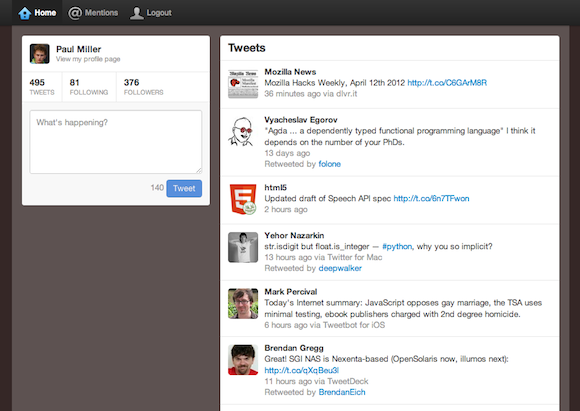 Home
Mentions
Logout
Paul Miller
View my profile page
495
TWEETS
81
FOLLOWING
376
FOLLOWERS
What's happening?
140
Tweet
Tweets
Mozilla News
Mozilla Hacks Weekly, April 12th 2012 http://t.co/C6GArM8R
36 minutes ago via dlvr.it
Vyacheslav Egorov
"Agda ... a dependently typed functional programming language" I think it
depends on the number of your PhDs.
13 days ago
Retweeted by folone
html5
Updated draft of Speech API spec http://t.co/6n7TFwon
2 hours ago
Yehor Nazarkin
str.isdigit but float.is_integer — #python, why you so implicit?
13 hours ago via Twitter for Mac
Retweeted by deepwalker
Mark Percival
Today's Internet summary: JavaScript opposes gay marriage, the TSA uses
minimal testing, ebook publishers charged with 2nd degree homicide.
6 hours ago via Tweetbot for iOS
Brendan Gregg
Great! SGI NAS is Nexenta-based (OpenSolaris now, illumos next):
http://t.co/qXqBeu3l
11 hours ago via TweetDeck
Retweeted by BrendanEich